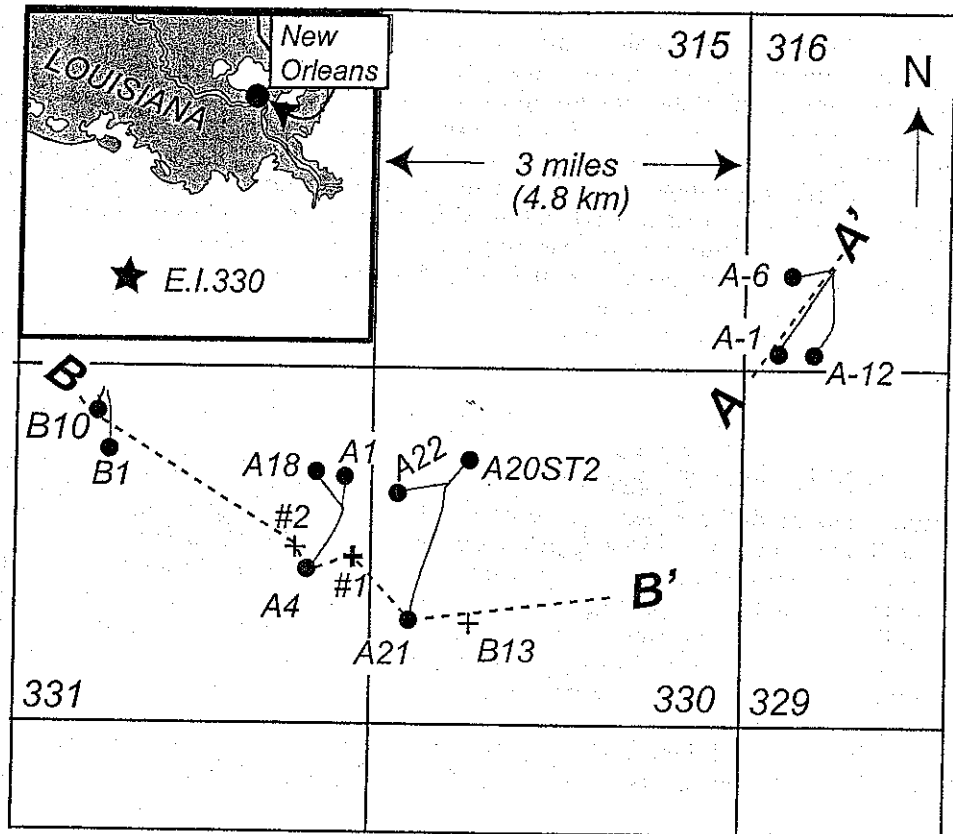 New
Orleans
LOUISIANA
E.I.330
315
316
N
3 miles
(4.8 km)
A'
A-6
A-1
A-12
A
B
B10
B1
A18
A1
A22
A20ST2
#2
#1
A4
A21
B13
B'
331
330
329